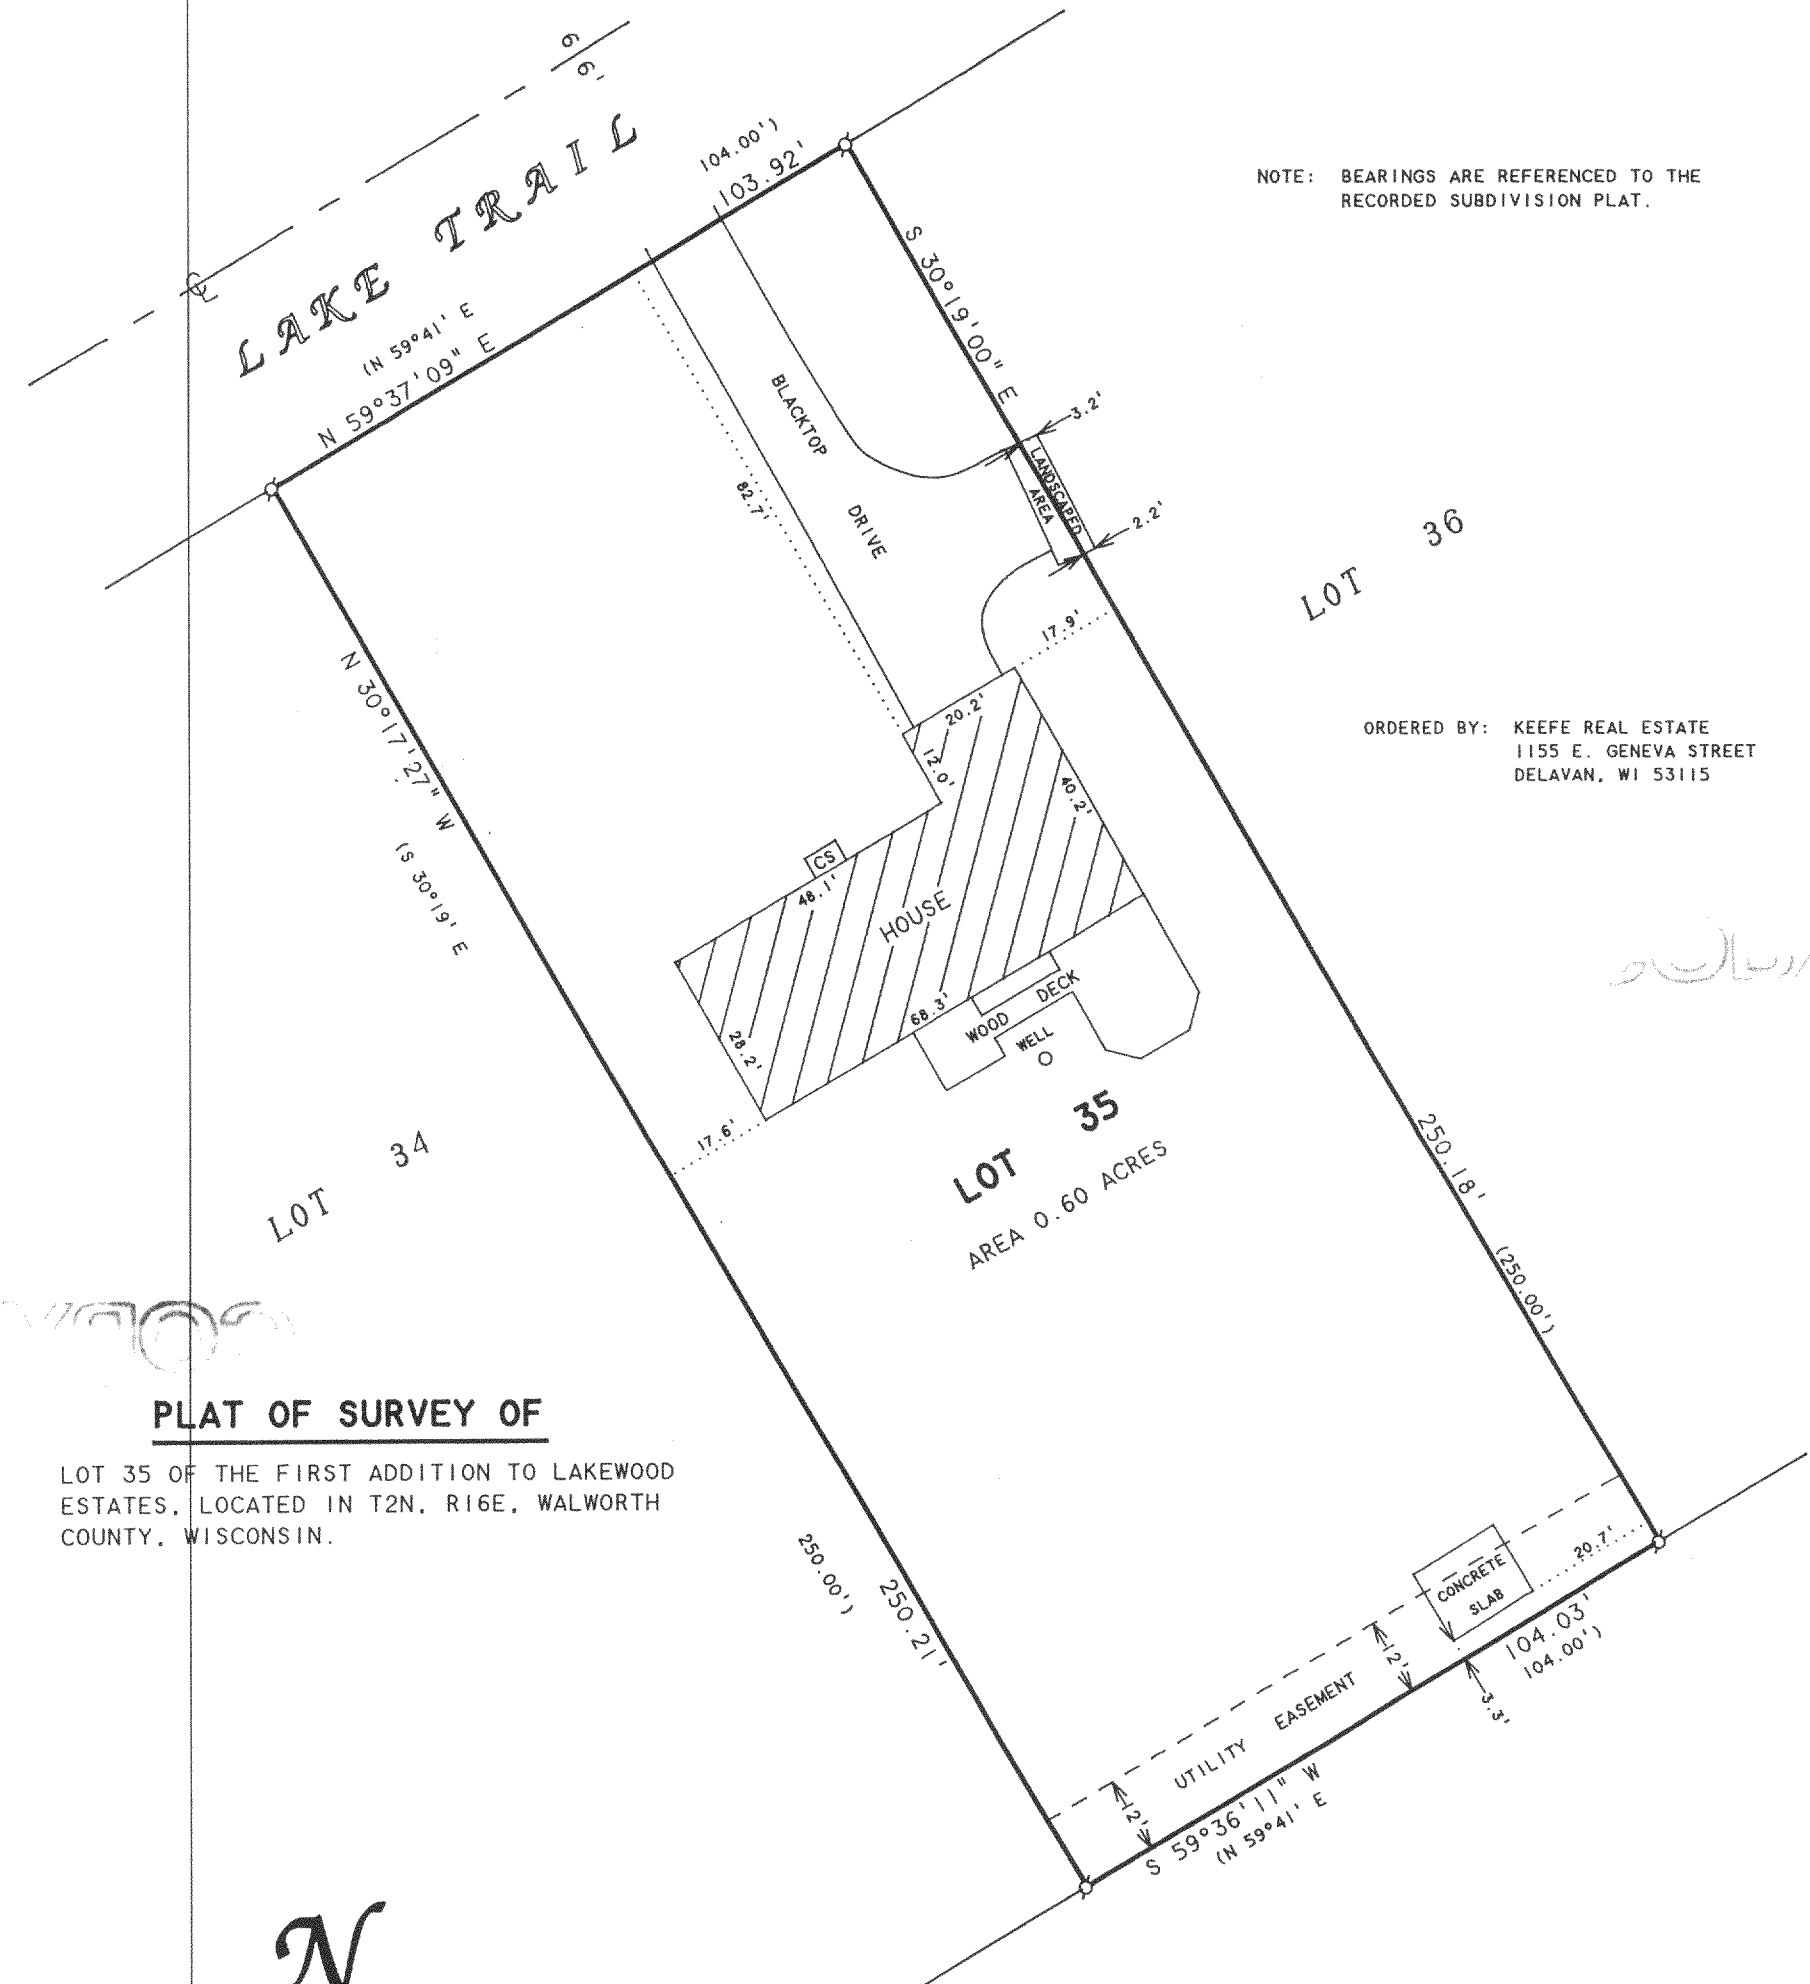 66'
LAKE TRAIL
104.00')
103.92'
(N 59°41' E
N 59°37'09" E
NOTE: BEARINGS ARE REFERENCED TO THE
RECORDED SUBDIVISION PLAT.
S 30°19'00" E
3.2'
LANDSCAPED
AREA
2.2'
BLACKTOP
DRIVE
82.7'
LOT 36
17.9'
N 30°17'27" W
(S 30°19' E
ORDERED BY: KEEFE REAL ESTATE
1155 E. GENEVA STREET
DELAVAN, WI 53115
20.2'
12.0'
40.2'
CS
48.1'
HOUSE
28.2'
68.3'
WOOD DECK
WELL
17.6'
LOT 35
AREA 0.60 ACRES
LOT 34
250.18'
(250.00')
PLAT OF SURVEY OF
LOT 35 OF THE FIRST ADDITION TO LAKEWOOD
ESTATES, LOCATED IN T2N, R16E, WALWORTH
COUNTY, WISCONSIN.
250.00')
250.21'
CONCRETE
SLAB
20.7'
104.03'
104.00')
12'
UTILITY EASEMENT
3.3'
12'
S 59°36'11" W
(N 59°41' E
N